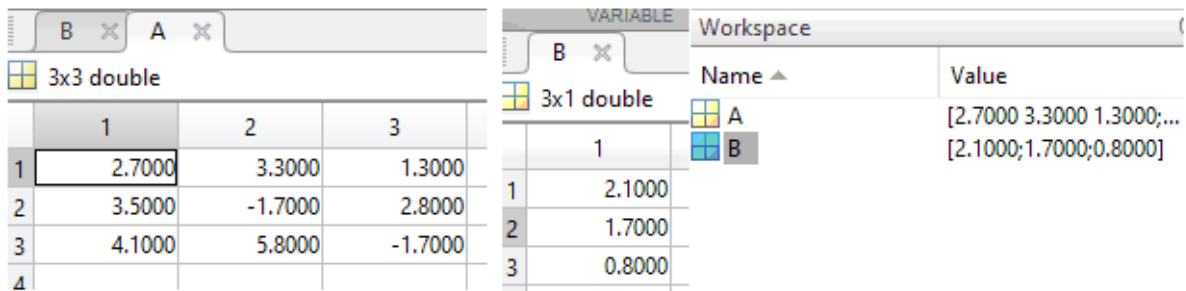 B A
3x3 double
1 2 3
1 2.7000 3.3000 1.3000
2 3.5000 -1.7000 2.8000
3 4.1000 5.8000 -1.7000
4
VARIABLE
B
3x1 double
1
1 2.1000
2 1.7000
3 0.8000
Workspace
Name Value
A [2.7000 3.3000 1.3000;...
B [2.1000;1.7000;0.8000]